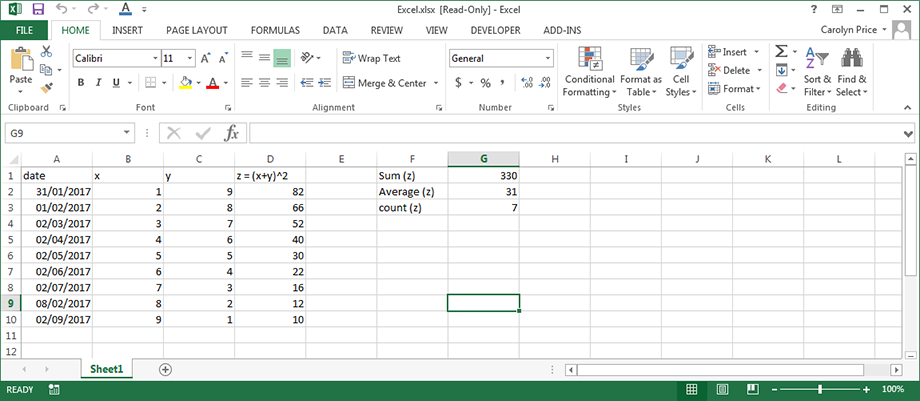 Excel.xlsx [Read-Only] - Excel
?
FILE HOME INSERT PAGE LAYOUT FORMULAS DATA REVIEW VIEW DEVELOPER ADD-INS Carolyn Price
Paste Calibri 11 A A Wrap Text General Conditional Formatting Format as Table Cell Styles Insert Σ Sort & Filter Find & Select
B I U A Merge & Center $ % , Delete
Format
Clipboard Font Alignment Number Styles Cells Editing
G9 fx
A B C D E F G H I J K L
1 date x y z = (x+y)^2 Sum (z) 330
2 31/01/2017 1 9 82 Average (z) 31
3 01/02/2017 2 8 66 count (z) 7
4 02/03/2017 3 7 52
5 02/04/2017 4 6 40
6 02/05/2017 5 5 30
7 02/06/2017 6 4 22
8 02/07/2017 7 3 16
9 08/02/2017 8 2 12
10 02/09/2017 9 1 10
11
12
Sheet1
READY 100%